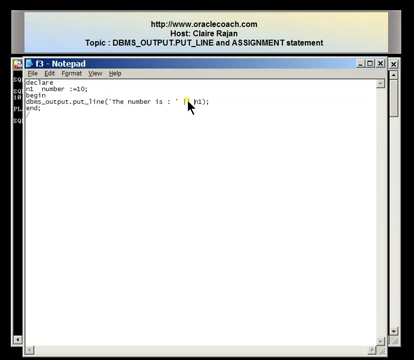 http://www.oraclecoach.com
Host: Claire Rajan
Topic : DBMS_OUTPUT.PUT_LINE and ASSIGNMENT statement
f3 - Notepad
File Edit Format View Help
declare
n1 number :=10;
begin
dbms_output.put_line('The number is : ' || n1);
end;
/